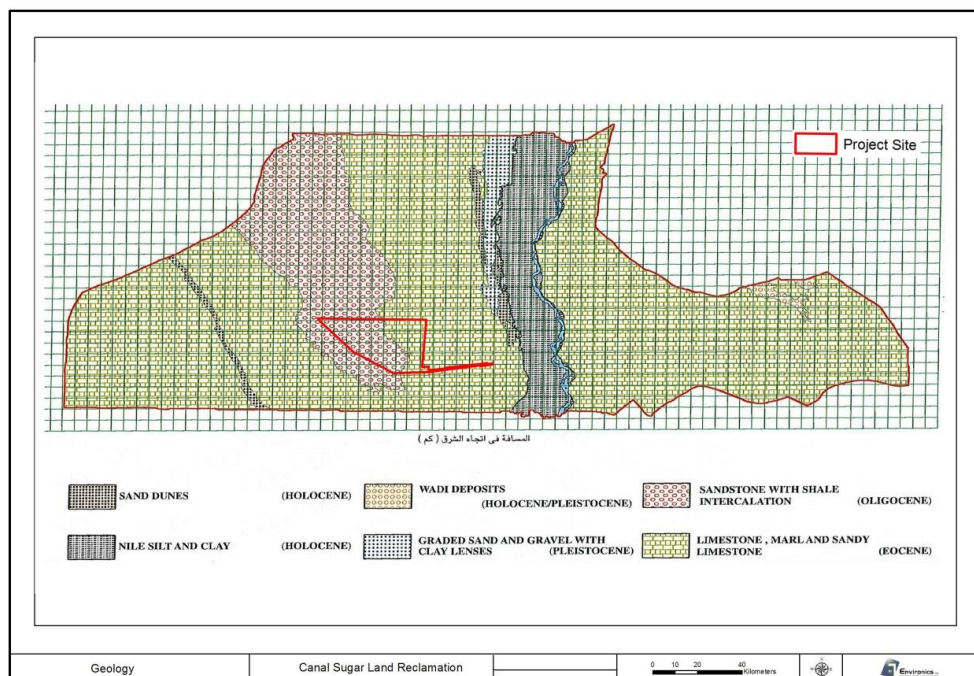 Project Site
المسافة في اتجاه الشرق ( كم )
SAND DUNES (HOLOCENE)
WADI DEPOSITS
(HOLOCENE/PLEISTOCENE)
SANDSTONE WITH SHALE
INTERCALATION (OLIGOCENE)
NILE SILT AND CLAY (HOLOCENE)
GRADED SAND AND GRAVEL WITH
CLAY LENSES (PLEISTOCENE)
LIMESTONE , MARL AND SANDY
LIMESTONE (EOCENE)
Geology
Canal Sugar Land Reclamation
0 10 20 40
Kilometers
Environics